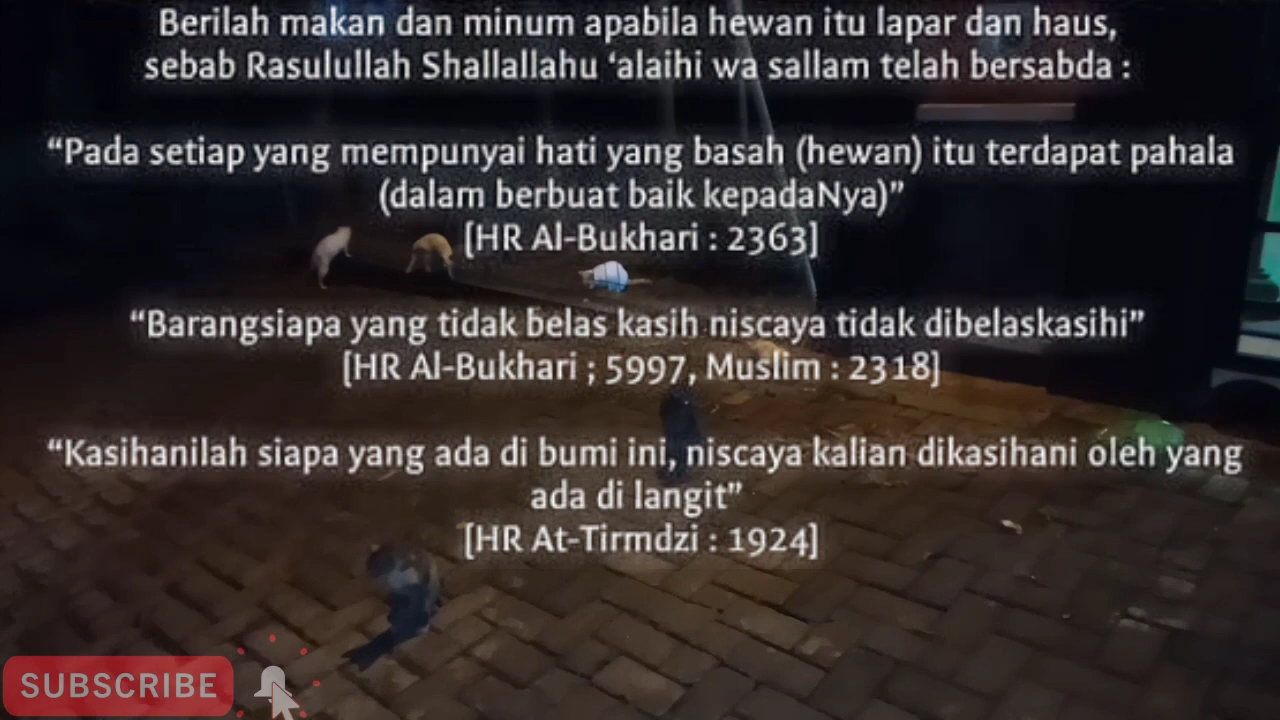 Berilah makan dan minum apabila hewan itu lapar dan haus,
sebab Rasulullah Shallallahu ‘alaihi wa sallam telah bersabda :
“Pada setiap yang mempunyai hati yang basah (hewan) itu terdapat pahala
(dalam berbuat baik kepadaNya)”
[HR Al-Bukhari : 2363]
“Barangsiapa yang tidak belas kasih niscaya tidak dibelaskasihi”
[HR Al-Bukhari ; 5997, Muslim : 2318]
“Kasihanilah siapa yang ada di bumi ini, niscaya kalian dikasihani oleh yang
ada di langit”
[HR At-Tirmdzi : 1924]
SUBSCRIBE